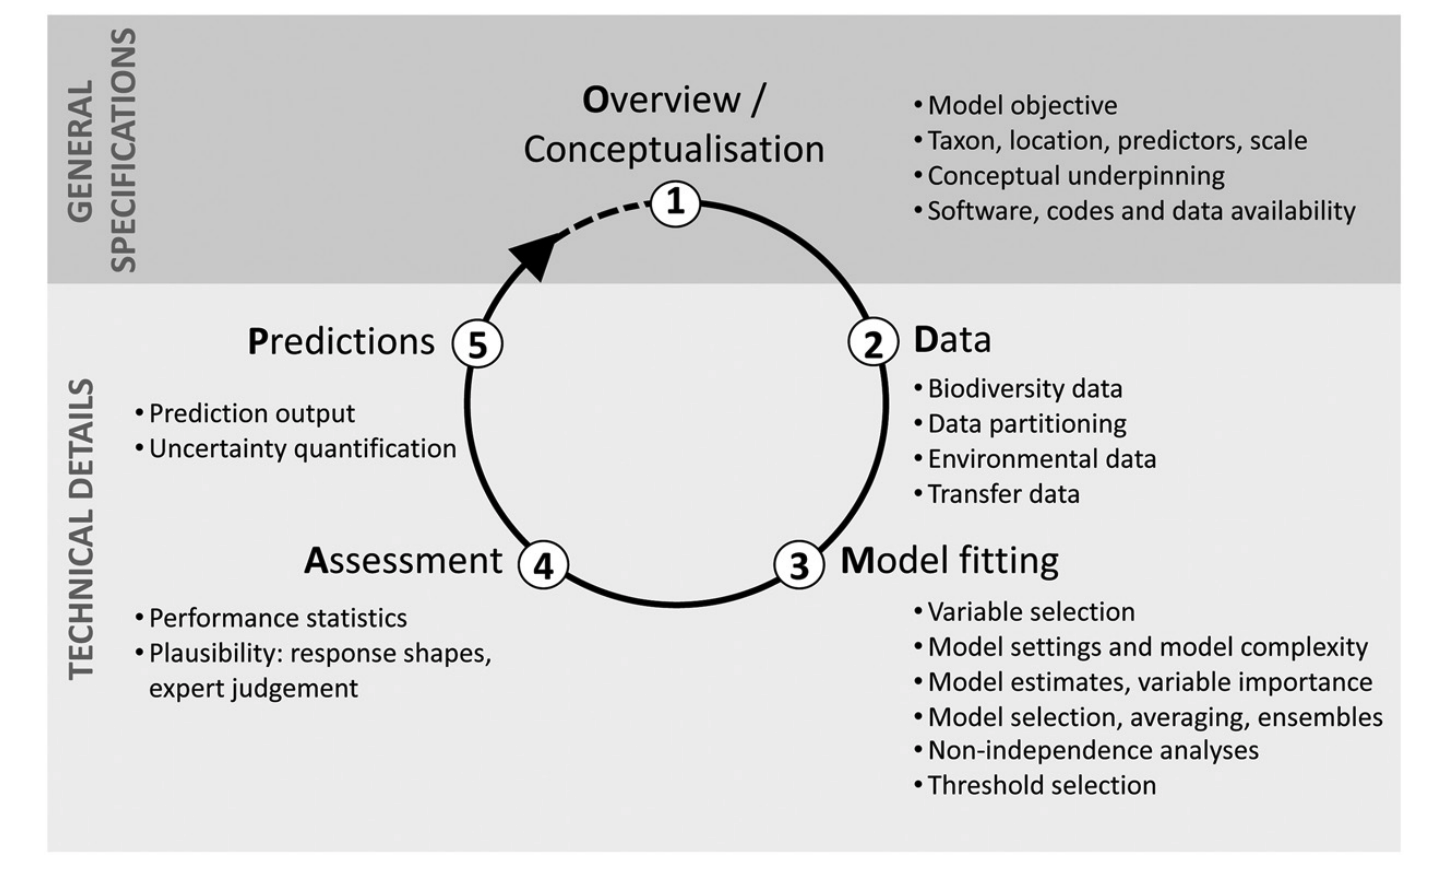 GENERAL
SPECIFICATIONS
Overview /
Conceptualisation
• Model objective
• Taxon, location, predictors, scale
• Conceptual underpinning
• Software, codes and data availability
1
TECHNICAL DETAILS
2
Data
• Biodiversity data
• Data partitioning
• Environmental data
• Transfer data
3
Model fitting
• Variable selection
• Model settings and model complexity
• Model estimates, variable importance
• Model selection, averaging, ensembles
• Non-independence analyses
• Threshold selection
Assessment
4
• Performance statistics
• Plausibility: response shapes,
expert judgement
Predictions
5
• Prediction output
• Uncertainty quantification